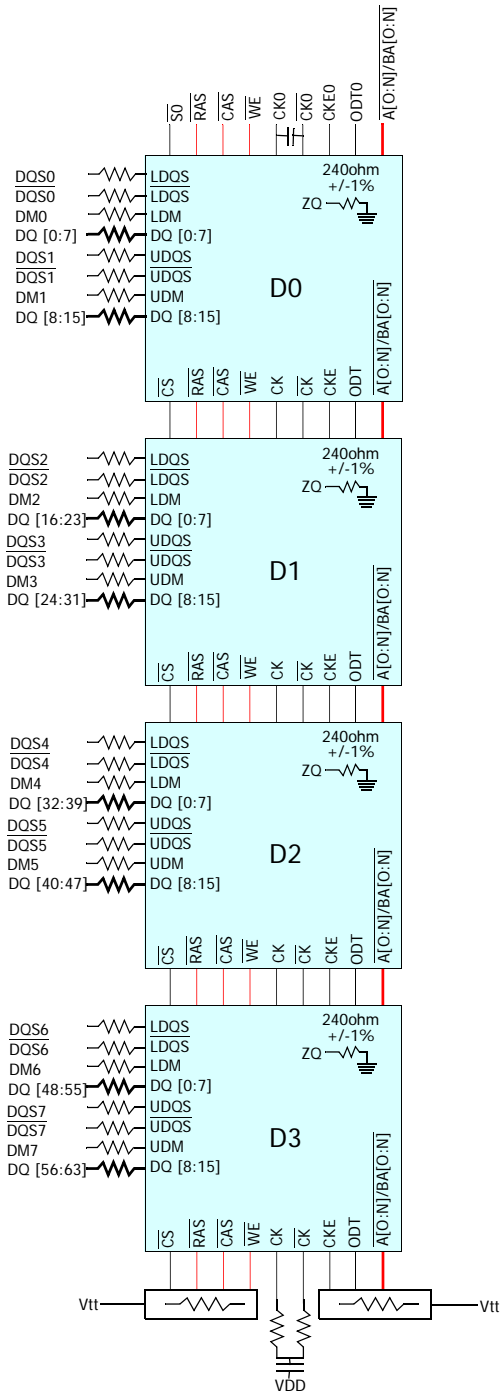 S0 RAS CAS WE CK0 CK0 CKE0 ODT0 A[O:N]/BA[O:N]
240ohm
+/-1%
ZQ
DQS0 LDQS
DQS0 LDQS
DM0 LDM
DQ [0:7] DQ [0:7]
DQS1 UDQS
DQS1 UDQS
DM1 UDM
DQ [8:15] DQ [8:15]
D0
CS RAS CAS WE CK CK CKE ODT A[O:N]/BA[O:N]
240ohm
+/-1%
ZQ
DQS2 LDQS
DQS2 LDQS
DM2 LDM
DQ [16:23] DQ [0:7]
DQS3 UDQS
DQS3 UDQS
DM3 UDM
DQ [24:31] DQ [8:15]
D1
CS RAS CAS WE CK CK CKE ODT A[O:N]/BA[O:N]
240ohm
+/-1%
ZQ
DQS4 LDQS
DQS4 LDQS
DM4 LDM
DQ [32:39] DQ [0:7]
DQS5 UDQS
DQS5 UDQS
DM5 UDM
DQ [40:47] DQ [8:15]
D2
CS RAS CAS WE CK CK CKE ODT A[O:N]/BA[O:N]
240ohm
+/-1%
ZQ
DQS6 LDQS
DQS6 LDQS
DM6 LDM
DQ [48:55] DQ [0:7]
DQS7 UDQS
DQS7 UDQS
DM7 UDM
DQ [56:63] DQ [8:15]
D3
CS RAS CAS WE CK CK CKE ODT A[O:N]/BA[O:N]
Vtt Vtt
VDD